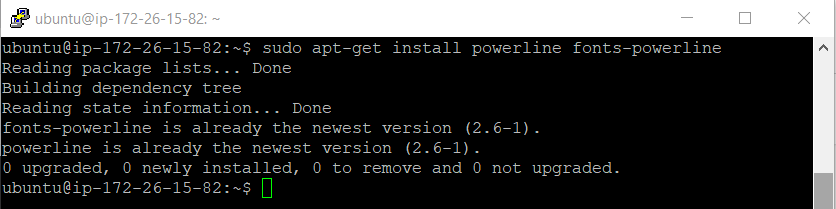 ubuntu@ip-172-26-15-82: ~
ubuntu@ip-172-26-15-82:~$ sudo apt-get install powerline fonts-powerline
Reading package lists... Done
Building dependency tree
Reading state information... Done
fonts-powerline is already the newest version (2.6-1).
powerline is already the newest version (2.6-1).
0 upgraded, 0 newly installed, 0 to remove and 0 not upgraded.
ubuntu@ip-172-26-15-82:~$